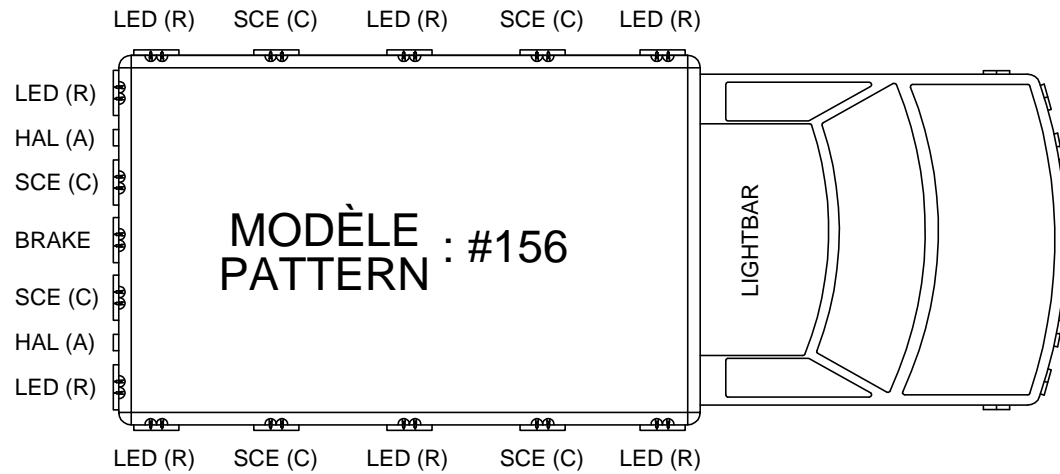 LED (R) SCE (C) LED (R) SCE (C) LED (R)
LED (R)
HAL (A)
SCE (C)
BRAKE
SCE (C)
HAL (A)
LED (R)
MODÈLE
PATTERN : #156
LIGHTBAR
LED (R) SCE (C) LED (R) SCE (C) LED (R)